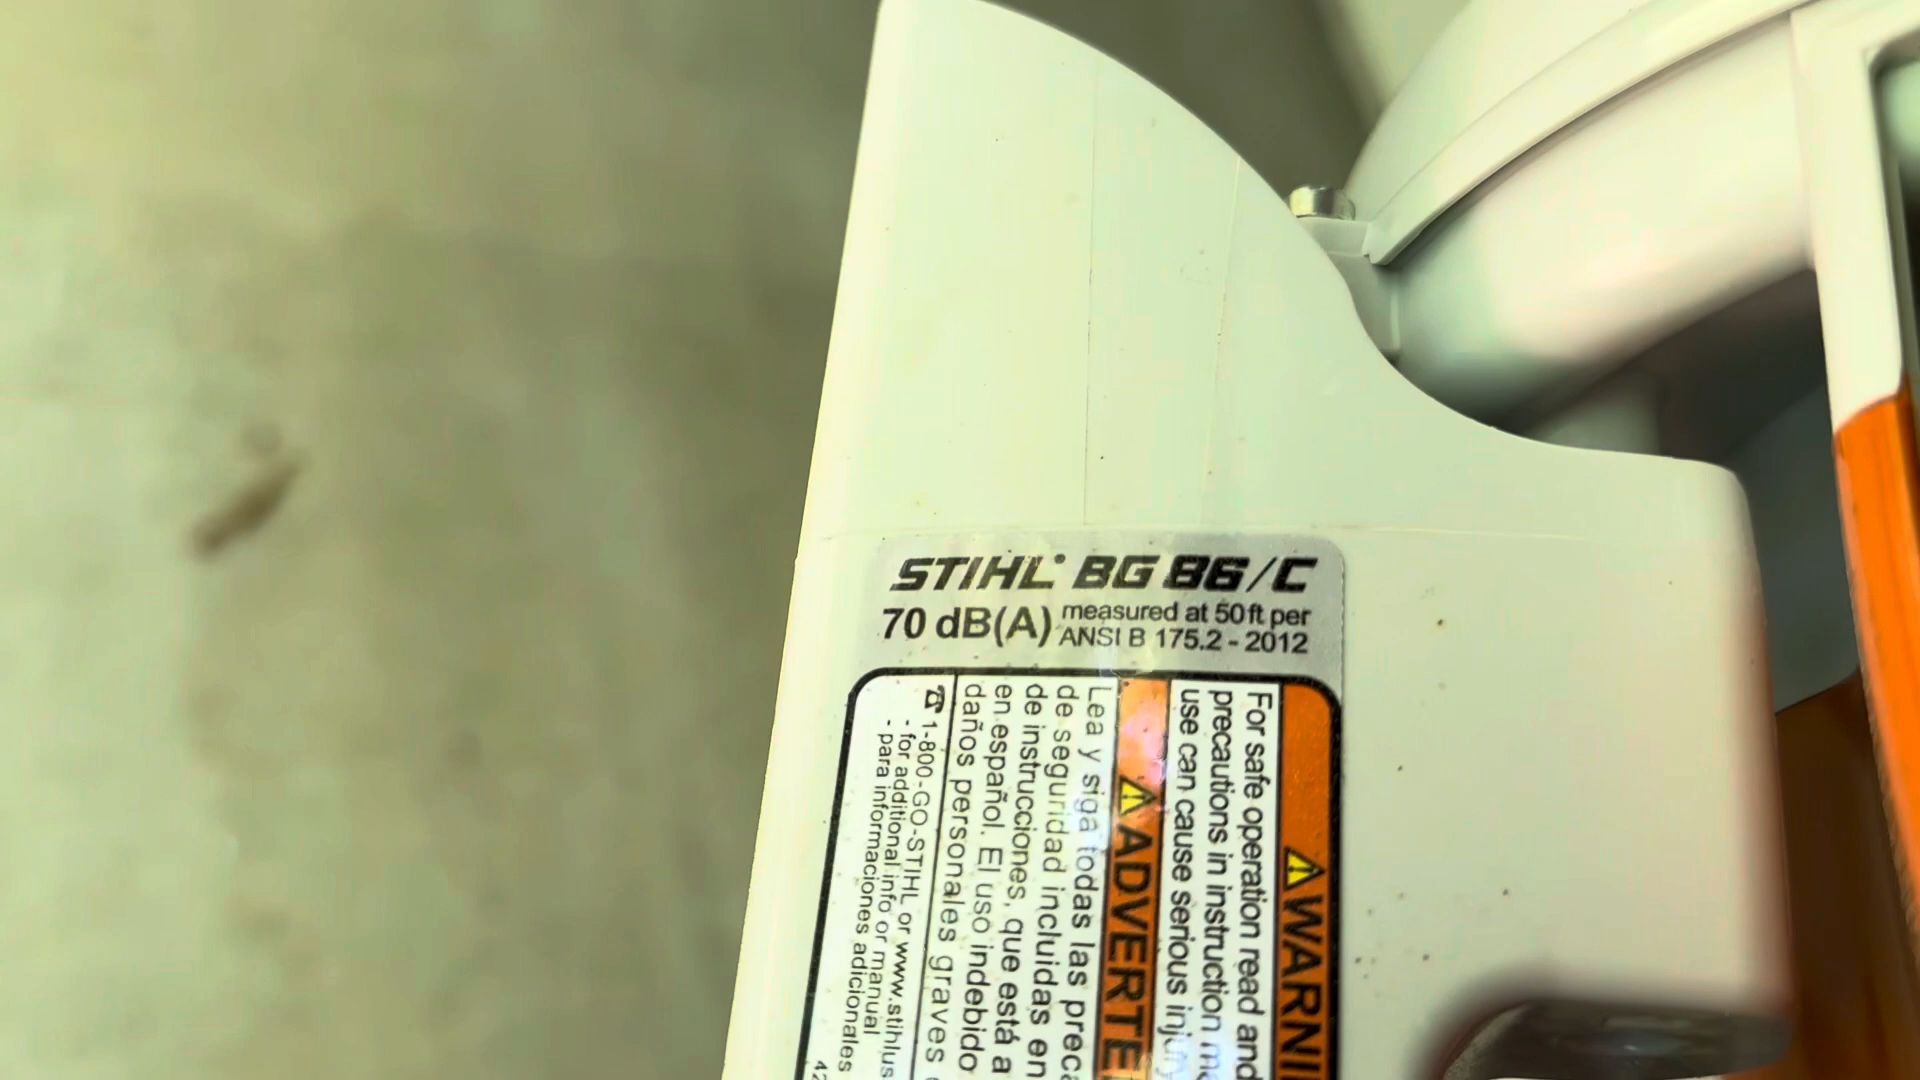 STIHL® BG 86/C
70 dB(A) measured at 50 ft per
ANSI B 175.2 - 2012
WARNI
For safe operation read and
precautions in instruction ma
use can cause serious injury
ADVERTE
Lea y siga todas las preca
de seguridad incluidas en
de instrucciones, que está a
en español. El uso indebido
daños personales graves
1-800-GO-STIHL or www.stihlus
- for additional info or manual
- para informaciones adicionales
42